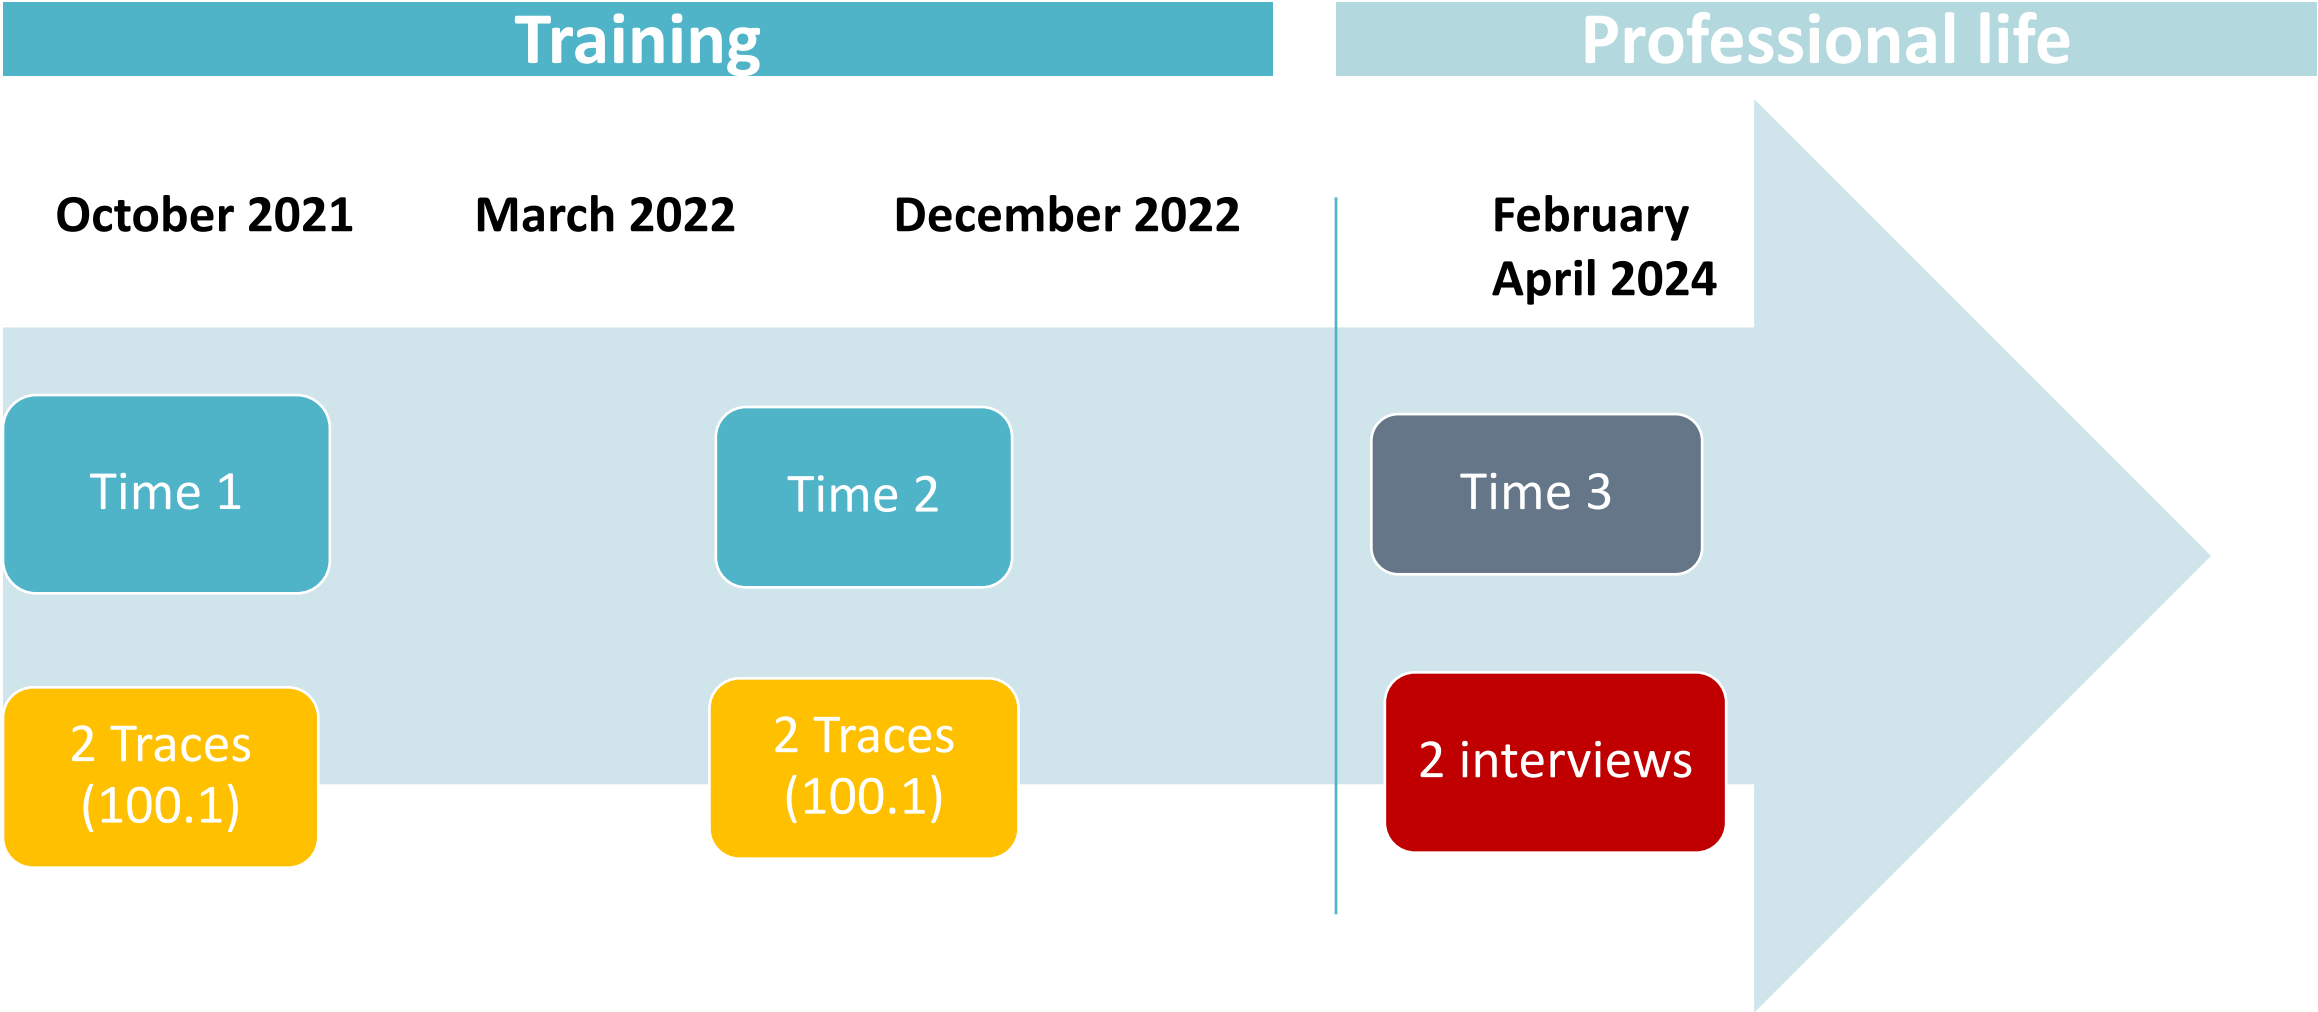 Training
Professional life
October 2021
March 2022
December 2022
February
April 2024
Time 1
Time 2
Time 3
2 Traces
(100.1)
2 Traces
(100.1)
2 interviews